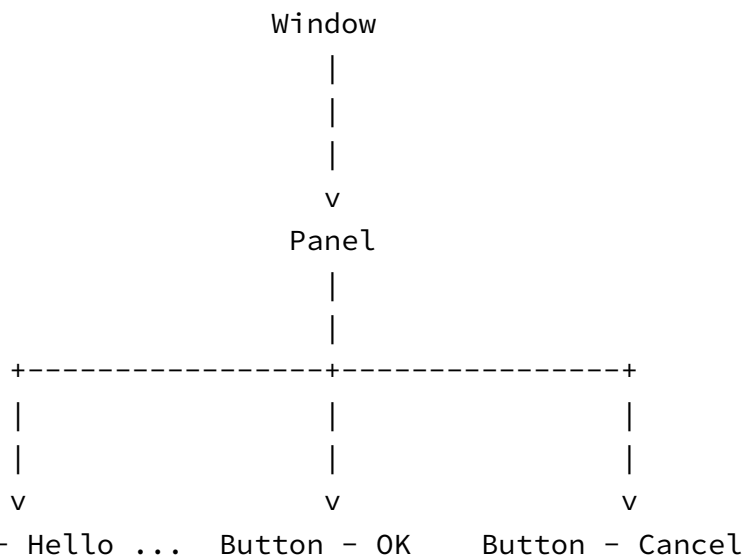 Window
|
|
|
v
Panel
|
|
+-----------------+----------------+
| | |
| | |
v v v
- Hello ... Button - OK Button - Cancel